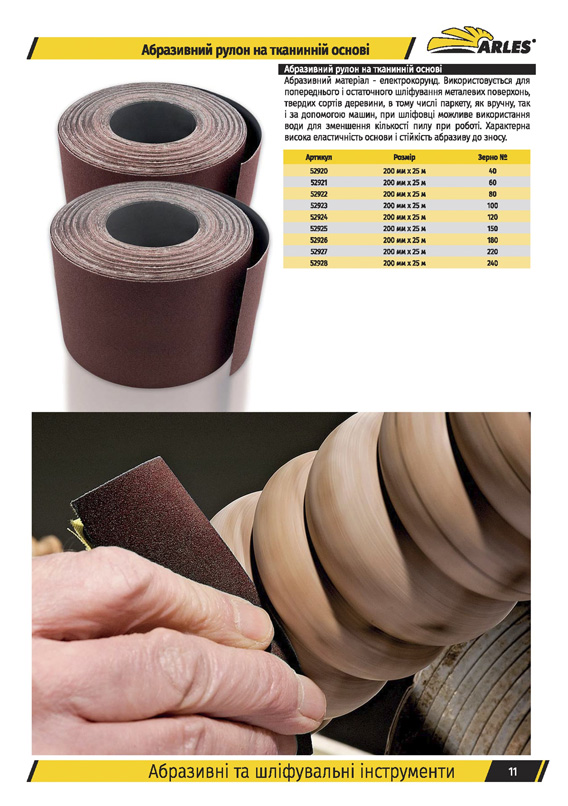 Абразивний рулон на тканинній основі
ARLES
Абразивний рулон на тканинній основі
Абразивний матеріал - електрокорунд. Використовується для
попереднього і остаточного шліфування металевих поверхонь,
твердих сортів деревини, в тому числі паркету, як вручну, так
і за допомогою машин, при шліфовці можливе використання
води для зменшення кількості пилу при роботі. Характерна
висока еластичність основи і стійкість абразиву до зносу.
Артикул Розмір Зерно №
52920 200 мм х 25 м 40
52921 200 мм х 25 м 60
52922 200 мм х 25 м 80
52923 200 мм х 25 м 100
52924 200 мм х 25 м 120
52925 200 мм х 25 м 150
52926 200 мм х 25 м 180
52927 200 мм х 25 м 220
52928 200 мм х 25 м 240
Абразивні та шліфувальні інструменти 11